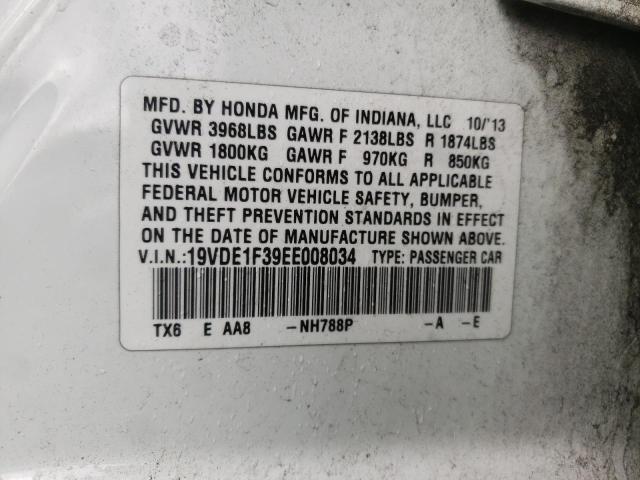 MFD. BY HONDA MFG. OF INDIANA, LLC 10/'13
GVWR 3968LBS GAWR F 2138LBS R 1874LBS
GVWR 1800KG GAWR F 970KG R 850KG
THIS VEHICLE CONFORMS TO ALL APPLICABLE
FEDERAL MOTOR VEHICLE SAFETY, BUMPER,
AND THEFT PREVENTION STANDARDS IN EFFECT
ON THE DATE OF MANUFACTURE SHOWN ABOVE.
V.I.N.:19VDE1F39EE008034 TYPE: PASSENGER CAR
TX6 E AA8 -NH788P -A -E